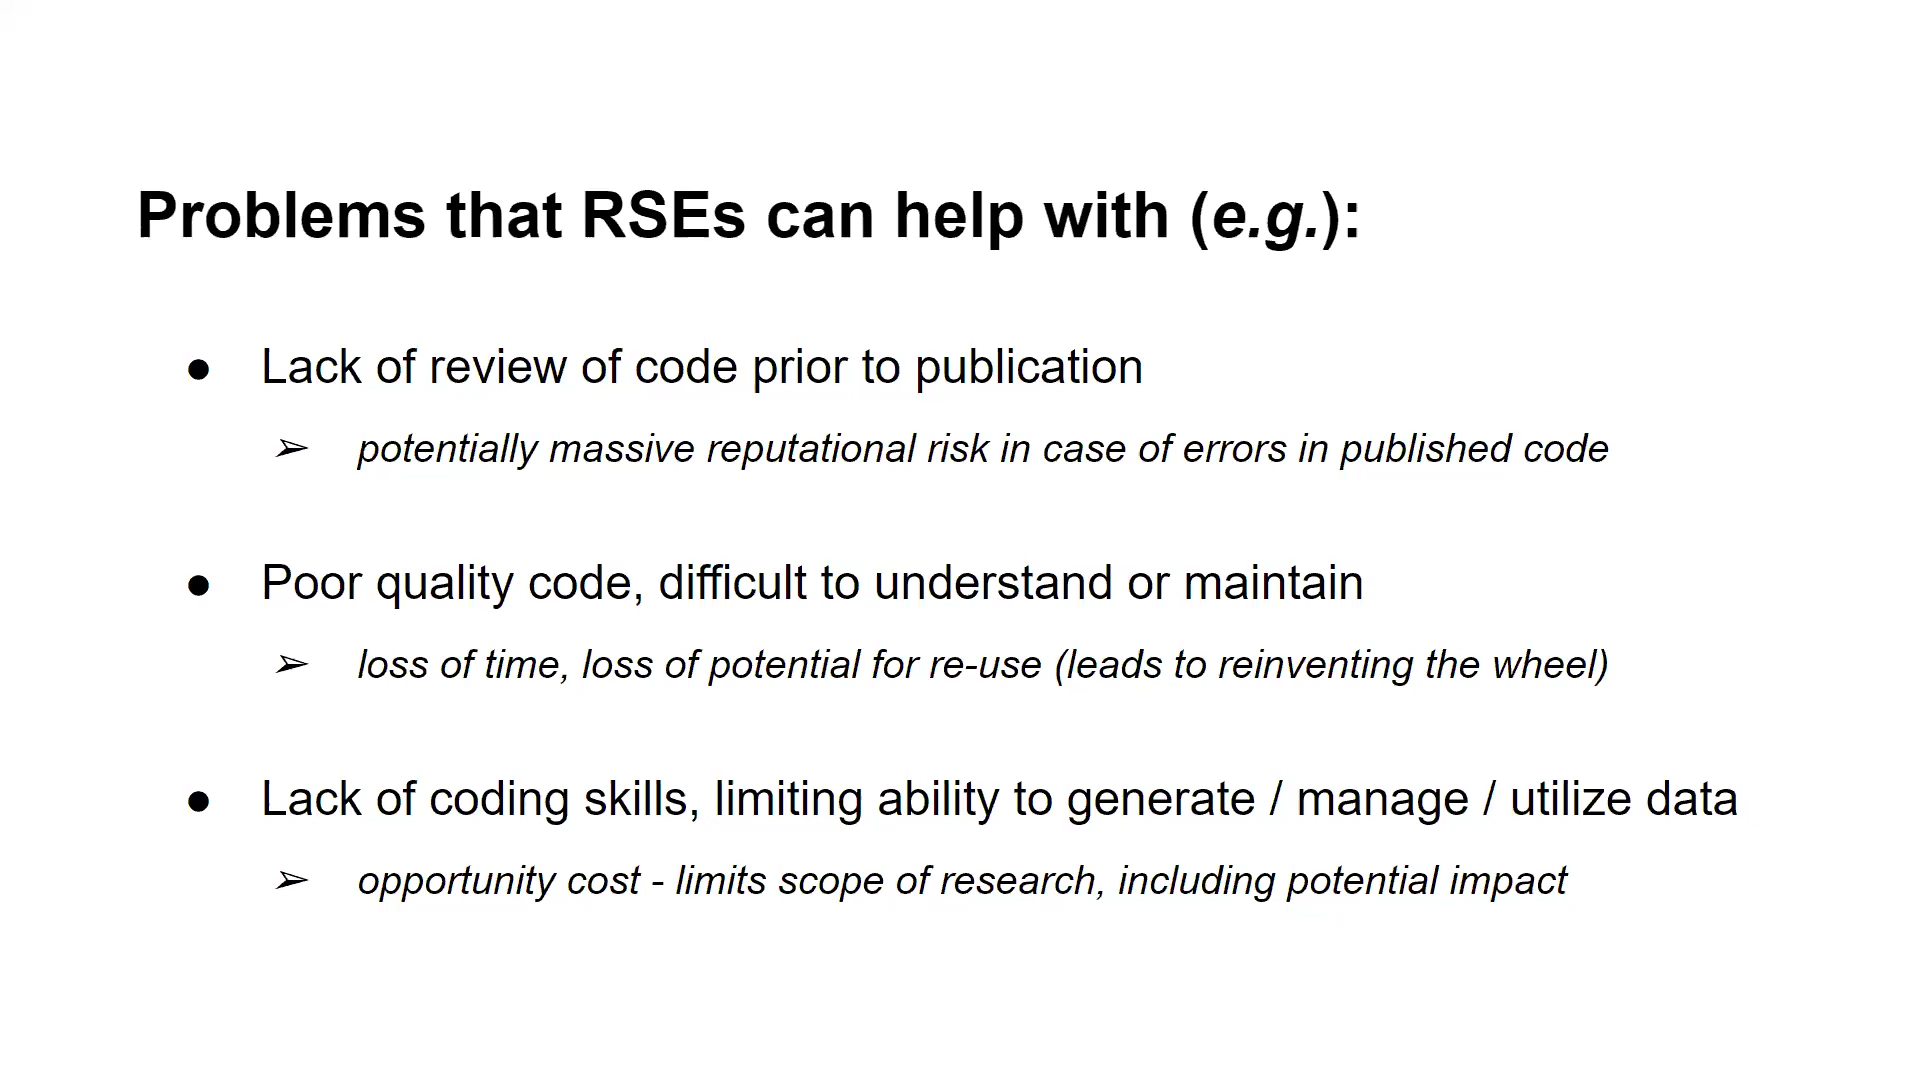 Problems that RSEs can help with (e.g.):
● Lack of review of code prior to publication
➢ potentially massive reputational risk in case of errors in published code
● Poor quality code, difficult to understand or maintain
➢ loss of time, loss of potential for re-use (leads to reinventing the wheel)
● Lack of coding skills, limiting ability to generate / manage / utilize data
➢ opportunity cost - limits scope of research, including potential impact